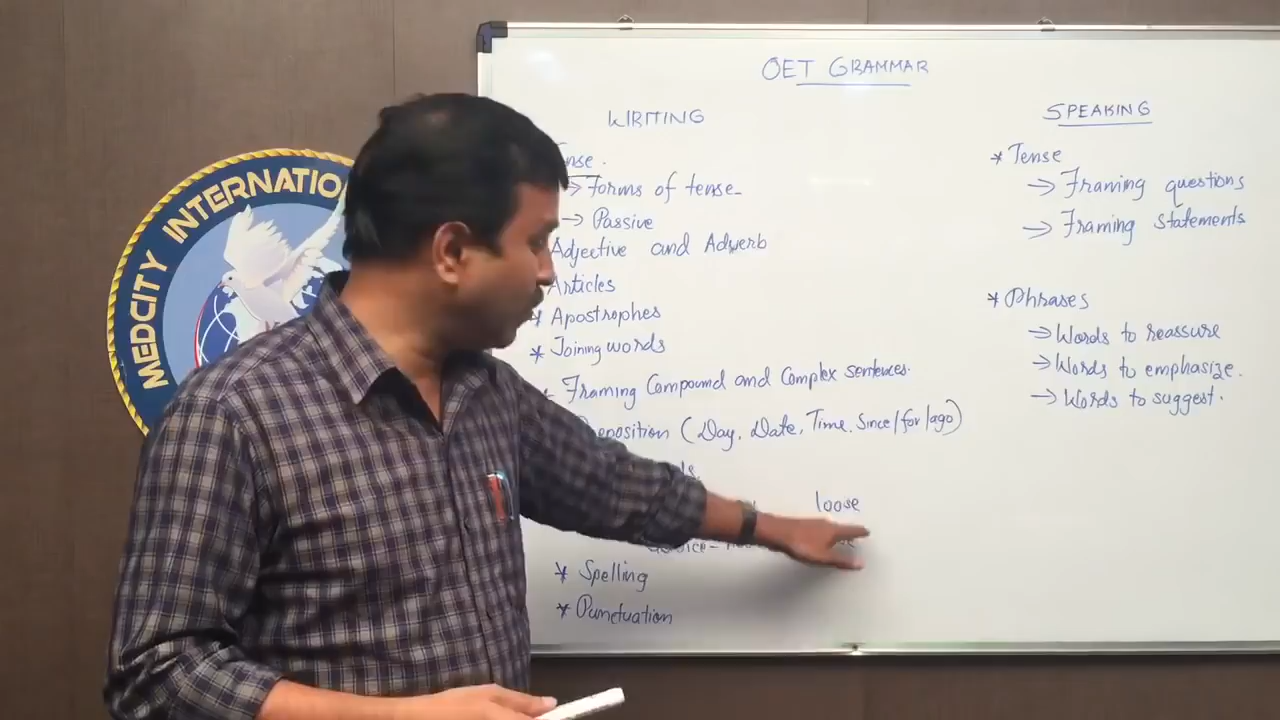 MEDCITY INTERNATIO
OET GRAMMAR
WRITING
nse.
→ forms of tense
→ Passive
Adjective and Adverb
Articles
* Apostrophes
* Joining words
* Framing Compound and Complex sentences.
eposition (Day, Date, Time, Since/for/ago)
loose
* Spelling
* Punctuation
SPEAKING
* Tense
→ Framing questions
→ Framing statements
* Phrases
→ Words to reassure
→ Words to emphasize.
→ Words to suggest.